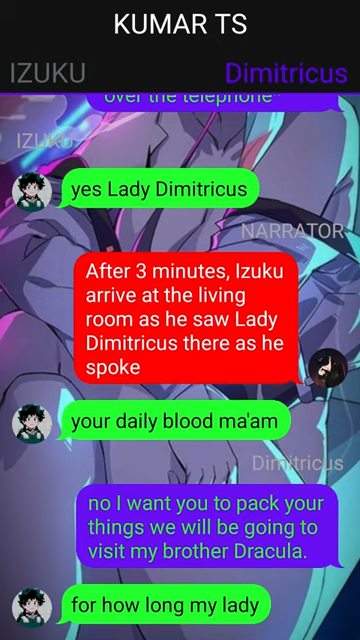 KUMAR TS
IZUKU
Dimitricus
over the telephone"
IZUKU
yes Lady Dimitricus
NARRATOR
After 3 minutes, Izuku
arrive at the living
room as he saw Lady
Dimitricus there as he
spoke
your daily blood ma'am
Dimitricus
no I want you to pack your
things we will be going to
visit my brother Dracula.
for how long my lady